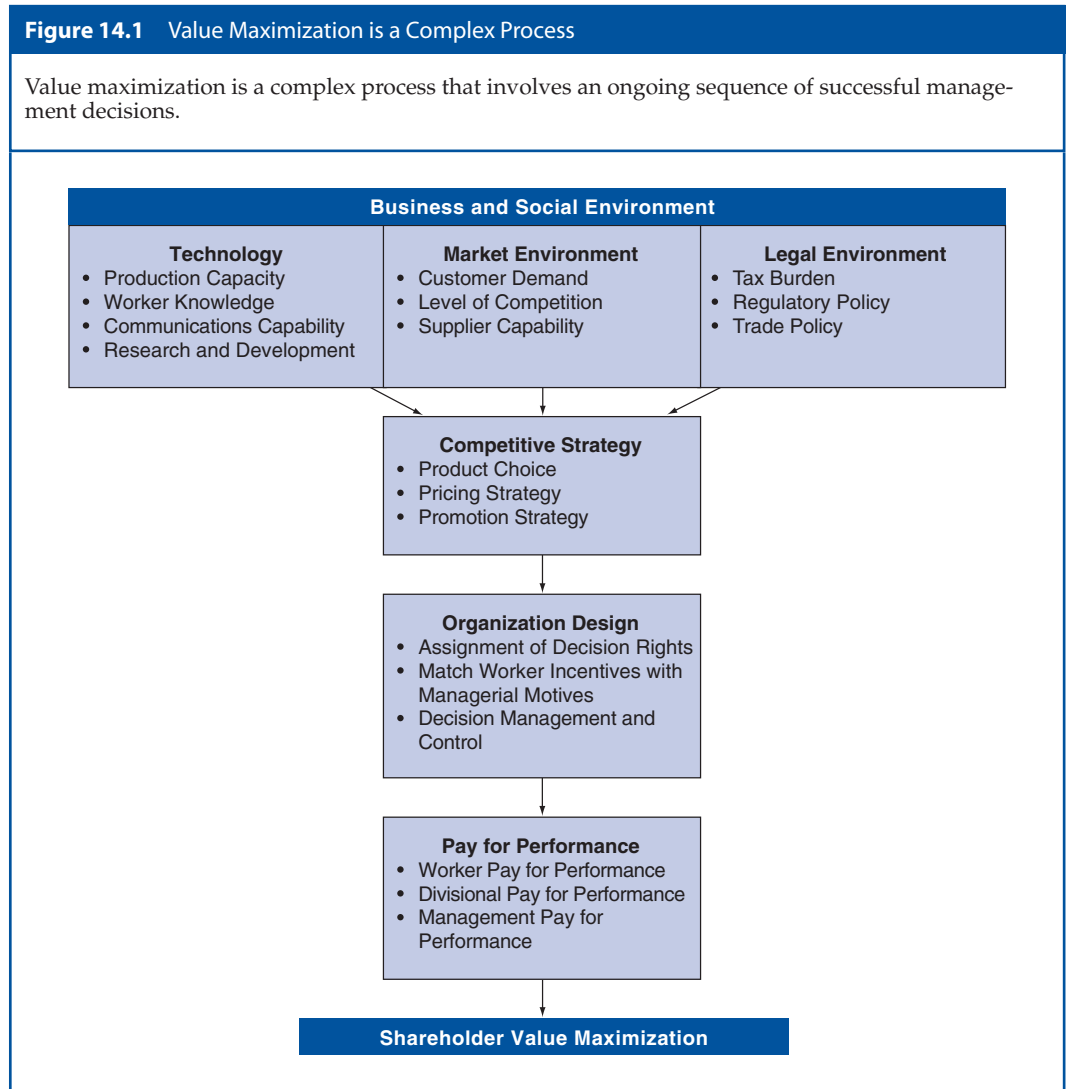 Figure 14.1 Value Maximization is a Complex Process
Value maximization is a complex process that involves an ongoing sequence of successful manage-
ment decisions.
Business and Social Environment
Technology
• Production Capacity
• Worker Knowledge
• Communications Capability
• Research and Development
Market Environment
• Customer Demand
• Level of Competition
• Supplier Capability
Legal Environment
• Tax Burden
• Regulatory Policy
• Trade Policy
Competitive Strategy
• Product Choice
• Pricing Strategy
• Promotion Strategy
Organization Design
• Assignment of Decision Rights
• Match Worker Incentives with
Managerial Motives
• Decision Management and
Control
Pay for Performance
• Worker Pay for Performance
• Divisional Pay for Performance
• Management Pay for
Performance
Shareholder Value Maximization